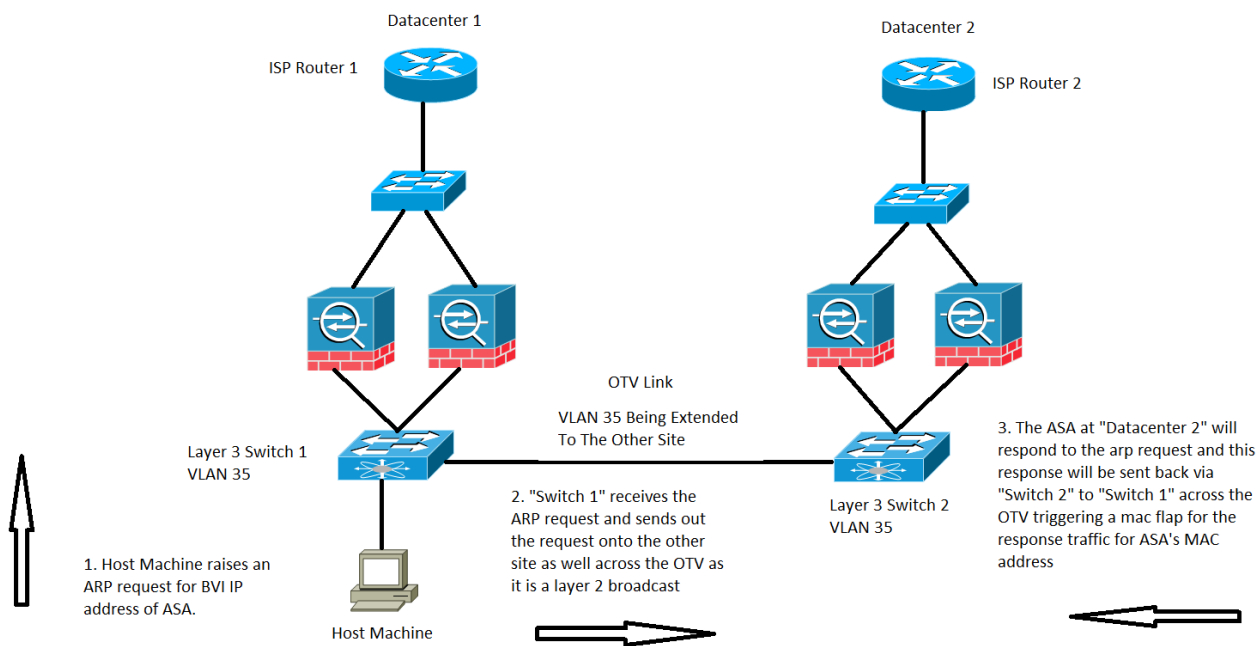 Datacenter 1
Datacenter 2
ISP Router 1
ISP Router 2
OTV Link
VLAN 35 Being Extended
To The Other Site
Layer 3 Switch 1
VLAN 35
Layer 3 Switch 2
VLAN 35
1. Host Machine raises an
ARP request for BVI IP
address of ASA.
Host Machine
2. "Switch 1" receives the
ARP request and sends out
the request onto the other
site as well across the OTV as
it is a layer 2 broadcast
3. The ASA at "Datacenter 2" will
respond to the arp request and this
response will be sent back via
"Switch 2" to "Switch 1" across the
OTV triggering a mac flap for the
response traffic for ASA's MAC
address